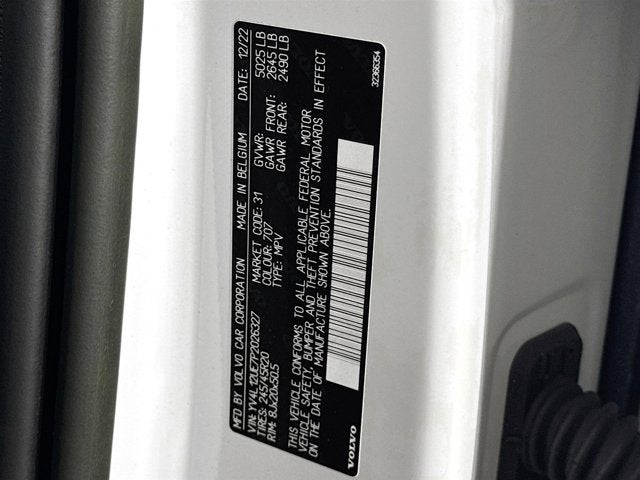 MFD BY VOLVO CAR CORPORATION MADE IN BELGIUM DATE: 12/22
VIN: YV4L12UE7P2026327 MARKET CODE: 31 GVWR: 5025 LB
TIRES: 245/45R20 COLOUR: 707 GAWR FRONT: 2645 LB
RIM: 8Jx20x50.5 TYPE: MPV GAWR REAR: 2490 LB
THIS VEHICLE CONFORMS TO ALL APPLICABLE FEDERAL MOTOR
VEHICLE SAFETY, BUMPER AND THEFT PREVENTION STANDARDS IN EFFECT
ON THE DATE OF MANUFACTURE SHOWN ABOVE.
VOLVO 32366354